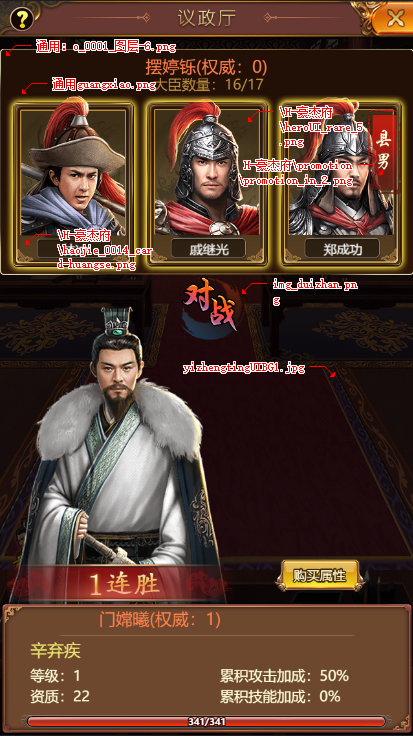 议政厅
通用: c_0001_图层-6.png
摆婷铄(权威: 0)
大臣数量: 16/17
通用guangxiao.png
\H-豪杰府
\heroUI_rare_5
.png
H-豪杰府\promotion
\promotion_in_2.png
县男
\H-豪杰府
\haojie_0014_car
d-huangse.png
戚继光
郑成功
对战
img_duizhan.pn
g
yizhengtingUIBG1.jpg
购买属性
1连胜
门嫦曦(权威: 1)
辛弃疾
等级: 1
累积攻击加成: 50%
资质: 22
累积技能加成: 0%
341/341